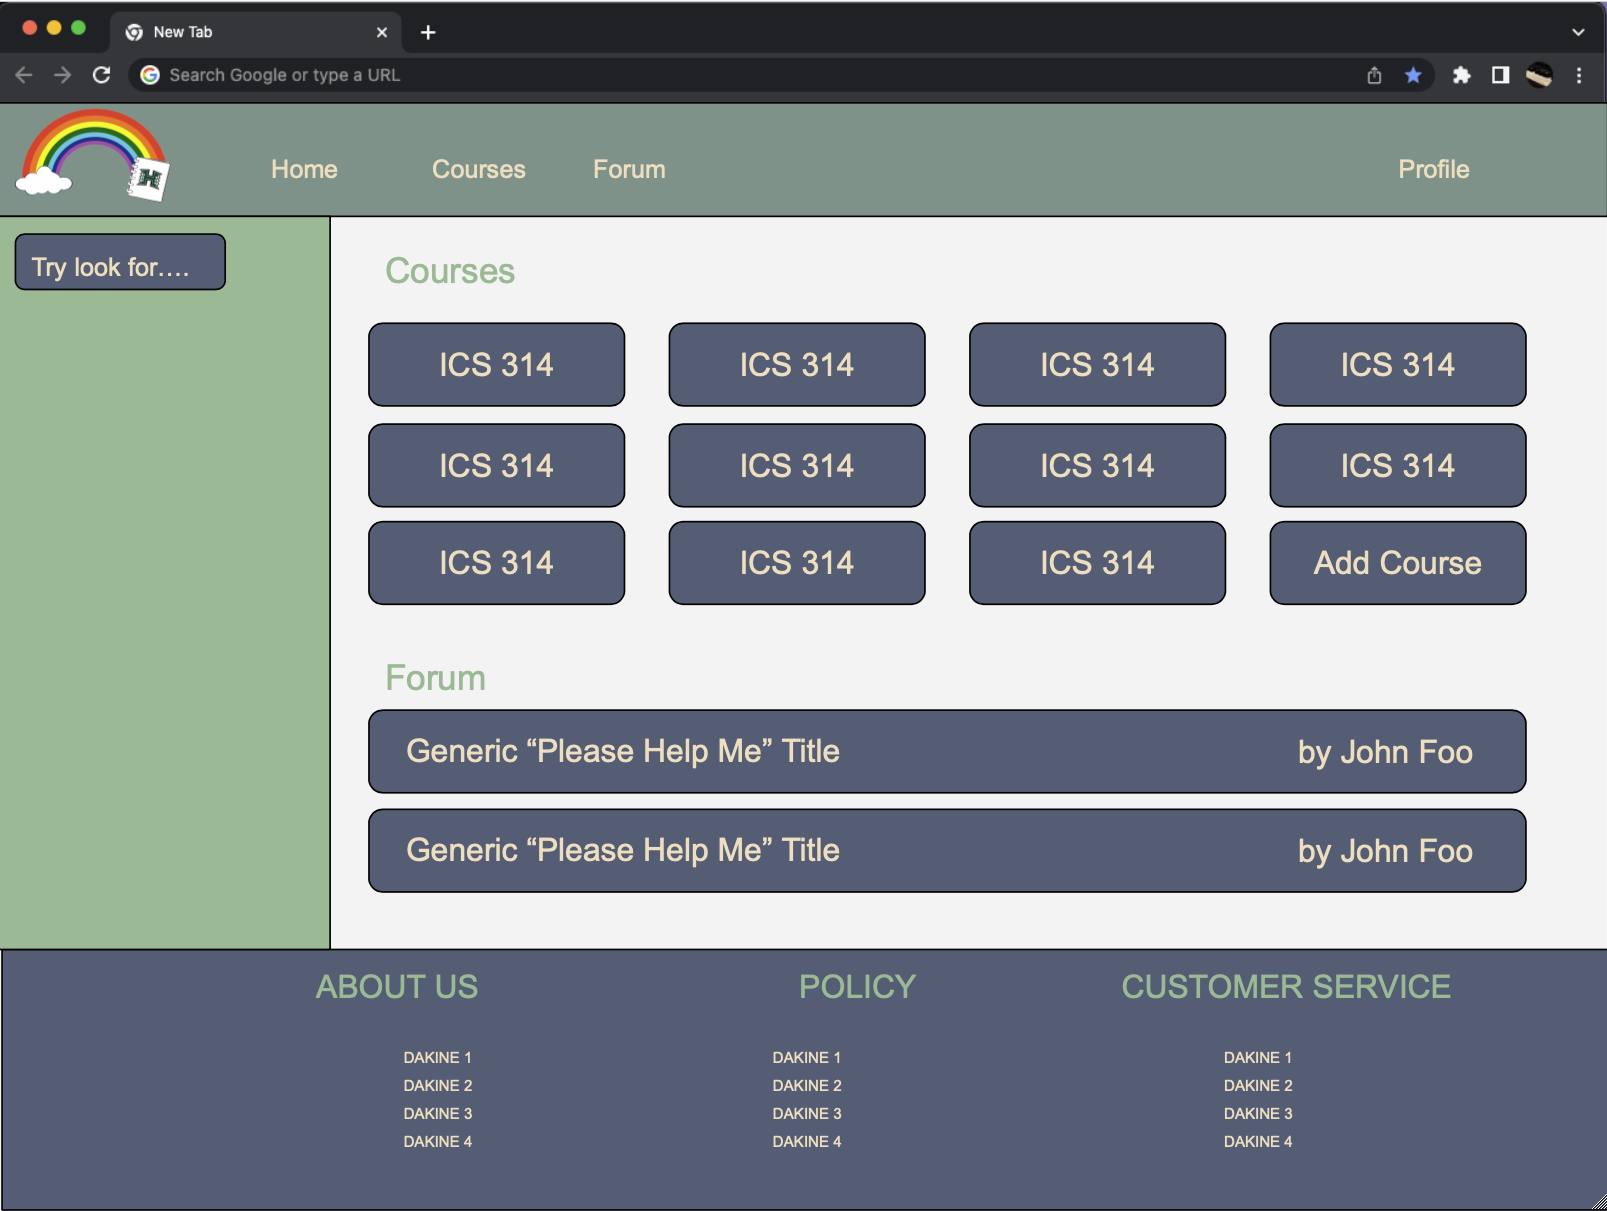 New Tab
Search Google or type a URL
H
Home Courses Forum Profile
Try look for....
Courses
ICS 314 ICS 314 ICS 314 ICS 314
ICS 314 ICS 314 ICS 314 ICS 314
ICS 314 ICS 314 ICS 314 Add Course
Forum
Generic “Please Help Me” Title by John Foo
Generic “Please Help Me” Title by John Foo
ABOUT US POLICY CUSTOMER SERVICE
DAKINE 1 DAKINE 1 DAKINE 1
DAKINE 2 DAKINE 2 DAKINE 2
DAKINE 3 DAKINE 3 DAKINE 3
DAKINE 4 DAKINE 4 DAKINE 4